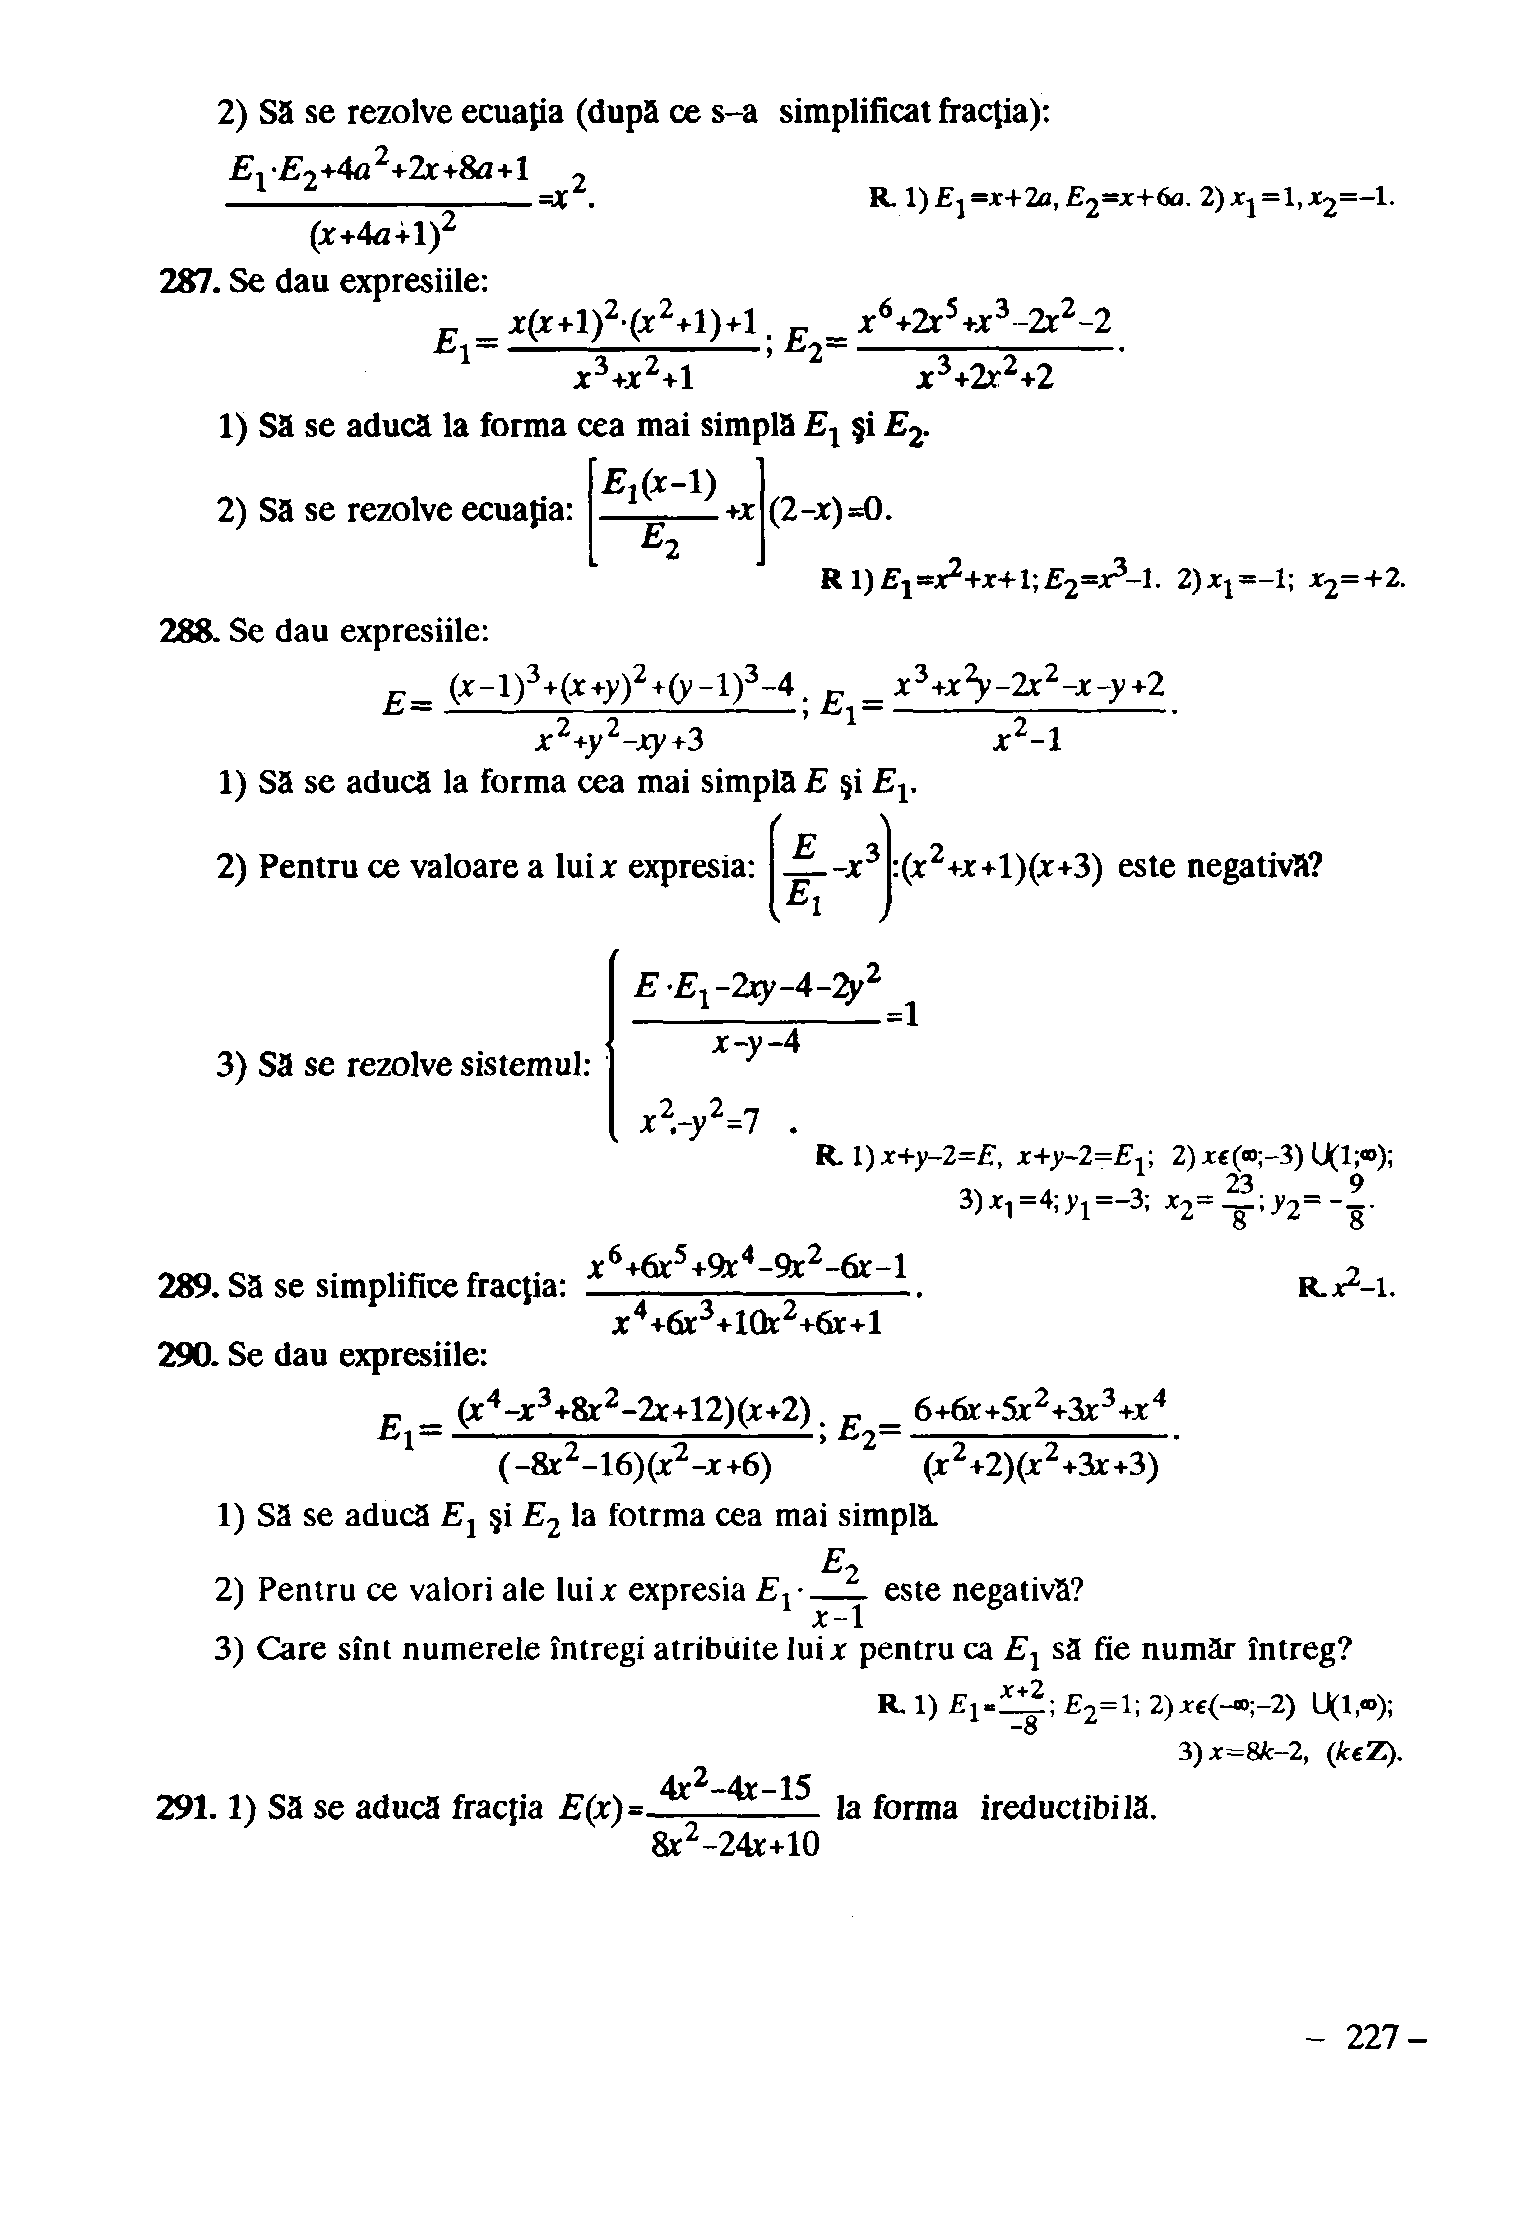 2) Să se rezolve ecuația (după ce s-a simplificat fracția):
(E₁·E₂+4a²+2x+8a+1)/(x+4a+1)² =x².
R. 1) E₁=x+2a, E₂=x+6a. 2) x₁=1, x₂=-1.
287. Se dau expresiile:
E₁= (x(x+1)²·(x²+1)+1)/(x³+x²+1); E₂= (x⁶+2x⁵+x³-2x²-2)/(x³+2x²+2).
1) Să se aducă la forma cea mai simplă E₁ și E₂.
2) Să se rezolve ecuația: [E₁(x-1)/E₂ +x](2-x)=0.
R 1) E₁=x²+x+1; E₂=x³-1. 2) x₁=-1; x₂=+2.
288. Se dau expresiile:
E= ((x-1)³+(x+y)²+(y-1)³-4)/(x²+y²-xy+3); E₁= (x³+x²y-2x²-x-y+2)/(x²-1).
1) Să se aducă la forma cea mai simplă E și E₁.
2) Pentru ce valoare a lui x expresia: (E/E₁ -x³):(x²+x+1)(x+3) este negativă?
3) Să se rezolve sistemul: { (E·E₁-2xy-4-2y²)/(x-y-4) =1
x²-y²=7 .
R. 1) x+y-2=E, x+y-2=E₁; 2) xϵ(∞;-3) U(1;∞);
3) x₁=4; y₁=-3; x₂= 23/8; y₂= -9/8.
289. Să se simplifice fracția: (x⁶+6x⁵+9x⁴-9x²-6x-1)/(x⁴+6x³+10x²+6x+1). R. x²-1.
290. Se dau expresiile:
E₁= ((x⁴-x³+8x²-2x+12)(x+2))/((-8x²-16)(x²-x+6)); E₂= (6+6x+5x²+3x³+x⁴)/((x²+2)(x²+3x+3)).
1) Să se aducă E₁ și E₂ la fotrma cea mai simplă.
2) Pentru ce valori ale lui x expresia E₁· E₂/(x-1) este negativă?
3) Care sînt numerele întregi atribuite lui x pentru ca E₁ să fie număr întreg?
R. 1) E₁=(x+2)/(-8); E₂=1; 2) xϵ(-∞;-2) U(1,∞);
3) x=8k-2, (kϵZ).
291. 1) Să se aducă fracția E(x)= (4x²-4x-15)/(8x²-24x+10) la forma ireductibilă.
- 227 -